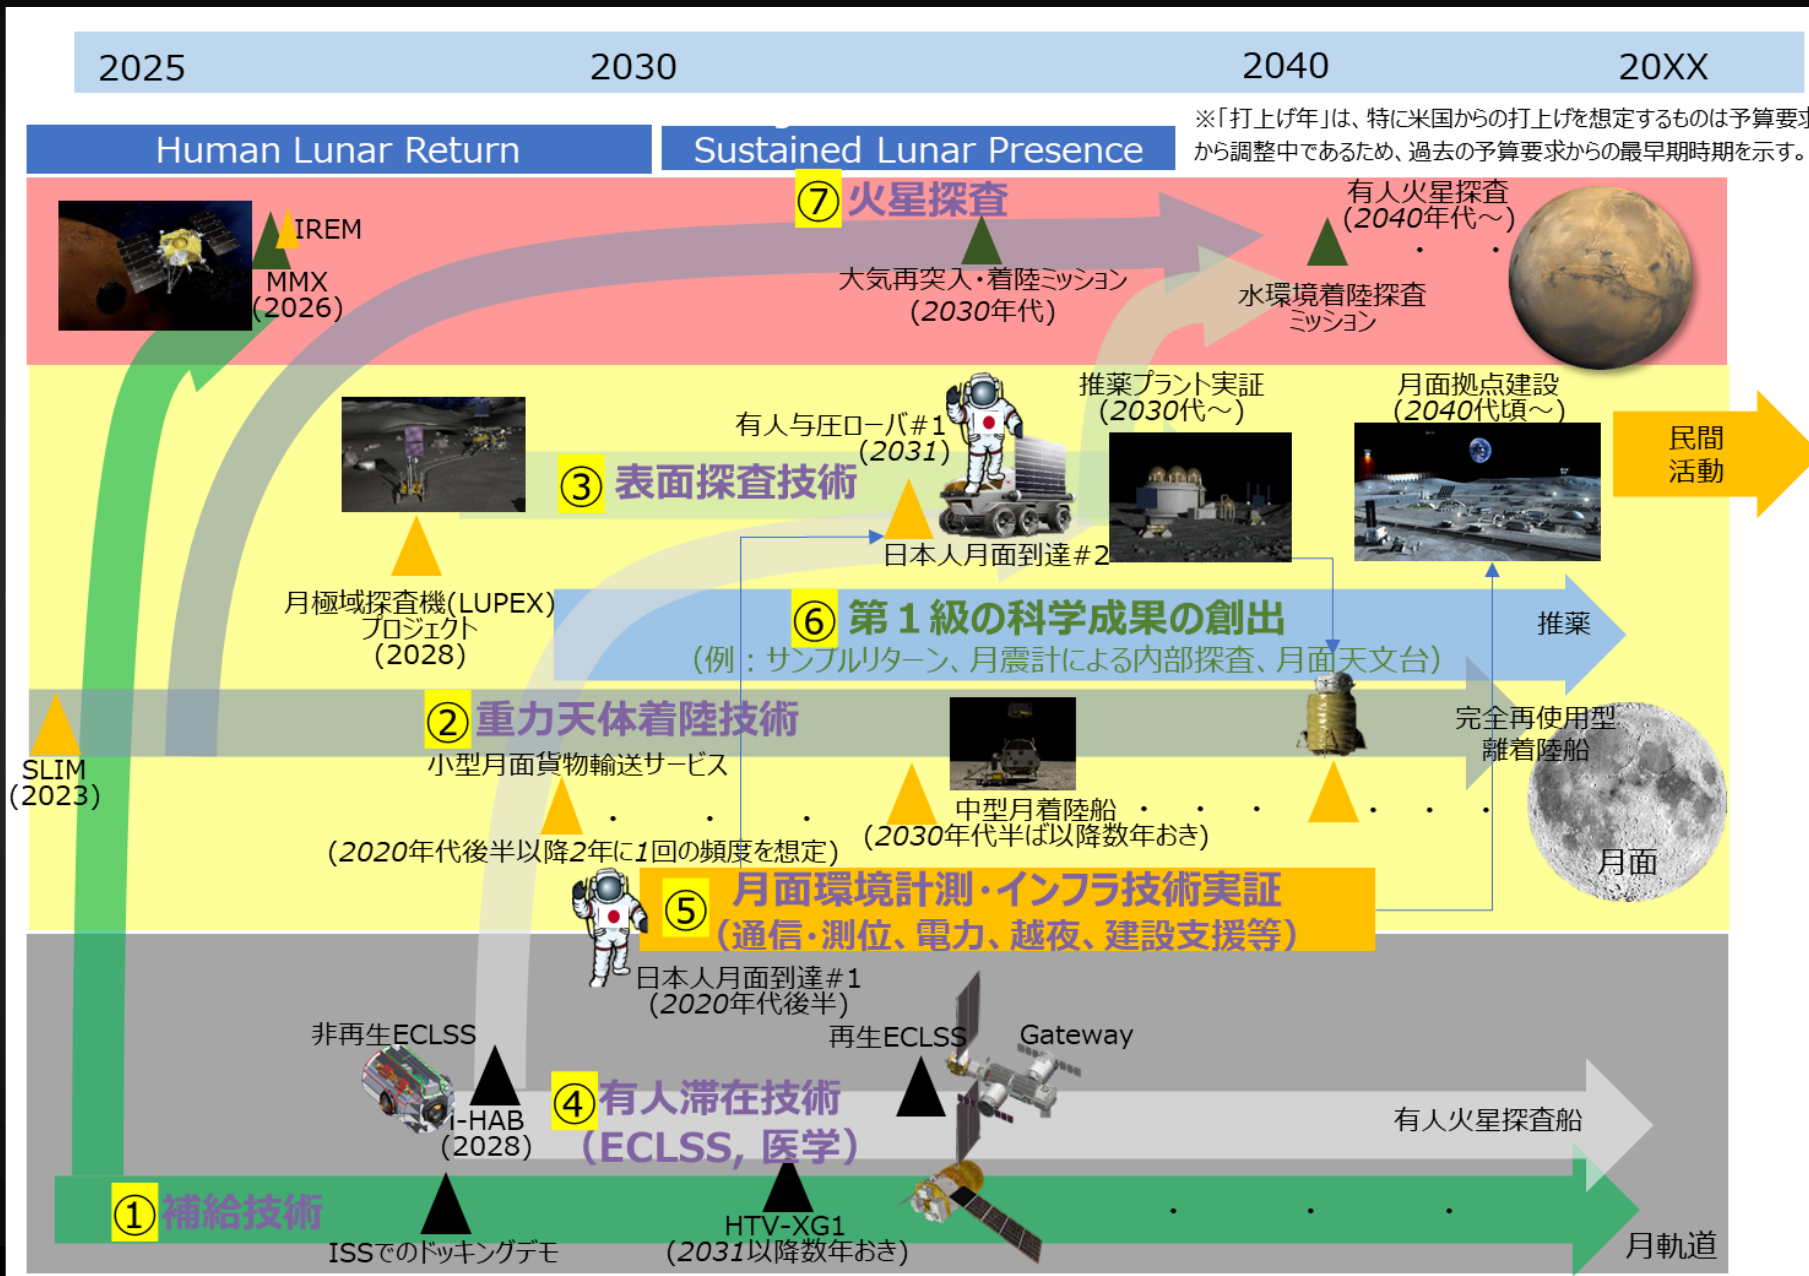 2025
2030
2040
20XX
Human Lunar Return
Sustained Lunar Presence
※「打上げ年」は、特に米国からの打上げを想定するものは予算要求
から調整中であるため、過去の予算要求からの最早期時期を示す。
⑦ 火星探査
IREM
MMX
(2026)
大気再突入・着陸ミッション
(2030年代)
有人火星探査
(2040年代～)
・ ・
水環境着陸探査
ミッション
有人与圧ローバ#1
(2031)
推薬プラント実証
(2030代～)
月面拠点建設
(2040代頃～)
民間
活動
③ 表面探査技術
日本人月面到達#2
月極域探査機(LUPEX)
プロジェクト
(2028)
⑥ 第１級の科学成果の創出
(例：サンプルリターン、月震計による内部探査、月面天文台)
推薬
② 重力天体着陸技術
SLIM
(2023)
小型月面貨物輸送サービス
・ ・ ・
(2020年代後半以降2年に1回の頻度を想定)
中型月着陸船 ・ ・ ・ ・ ・ ・
(2030年代半ば以降数年おき)
完全再使用型
離着陸船
月面
⑤ 月面環境計測・インフラ技術実証
(通信・測位、電力、越夜、建設支援等)
日本人月面到達#1
(2020年代後半)
非再生ECLSS
I-HAB
(2028)
再生ECLSS
Gateway
④ 有人滞在技術
(ECLSS, 医学)
有人火星探査船
① 補給技術
ISSでのドッキングデモ
HTV-XG1
(2031以降数年おき)
・ ・ ・
月軌道